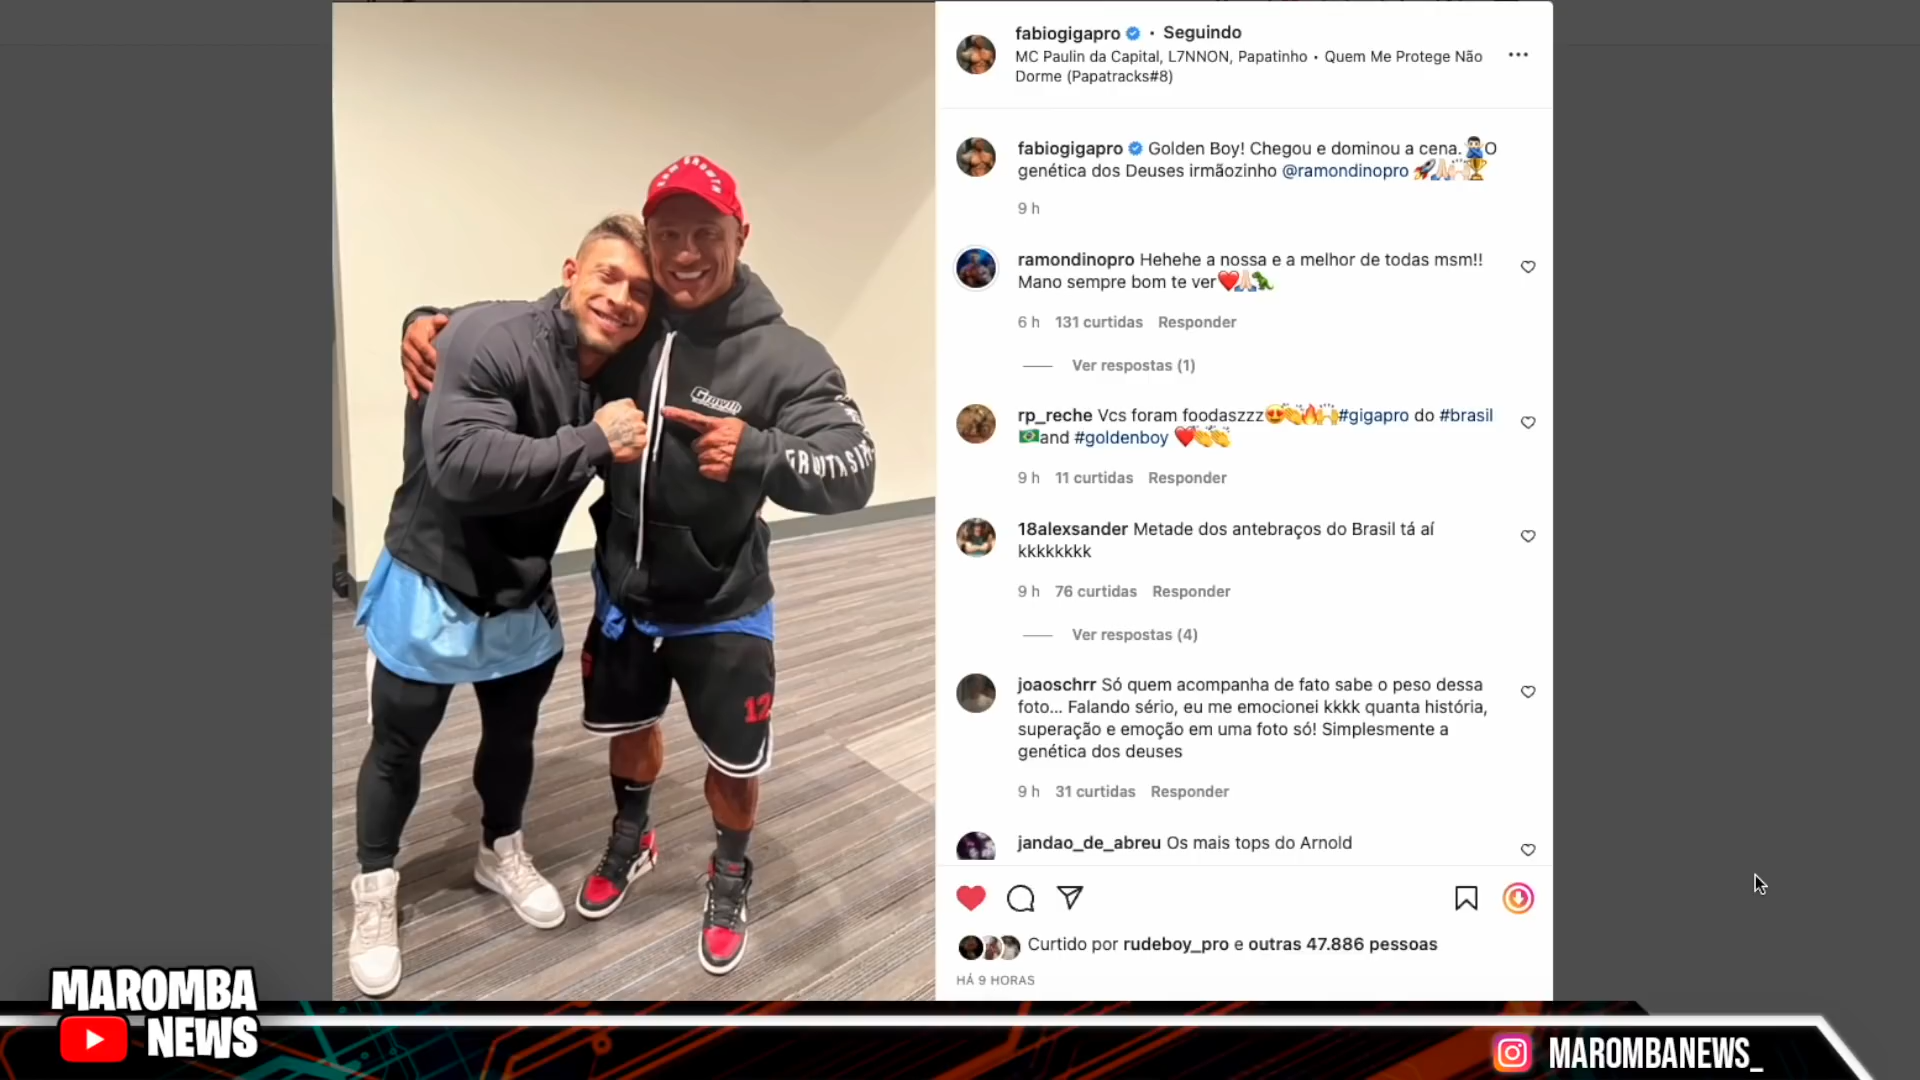 fabiogigapro • Seguindo
MC Paulin da Capital, L7NNON, Papatinho • Quem Me Protege Não
Dorme (Papatracks#8)
fabiogigapro Golden Boy! Chegou e dominou a cena. O
genética dos Deuses irmãozinho @ramondinopro
9 h
ramondinopro Hehehe a nossa e a melhor de todas msm!!
Mano sempre bom te ver
6 h 131 curtidas Responder
Ver respostas (1)
rp_reche Vcs foram foodaszzz #gigapro do #brasil
and #goldenboy
9 h 11 curtidas Responder
18alexsander Metade dos antebraços do Brasil tá aí
kkkkkkkk
9 h 76 curtidas Responder
Ver respostas (4)
joaoschrr Só quem acompanha de fato sabe o peso dessa
foto... Falando sério, eu me emocionei kkkk quanta história,
superação e emoção em uma foto só! Simplesmente a
genética dos deuses
9 h 31 curtidas Responder
jandao_de_abreu Os mais tops do Arnold
Curtido por rudeboy_pro e outras 47.886 pessoas
HÁ 9 HORAS
Growth
12
MAROMBA
NEWS
MAROMBANEWS_